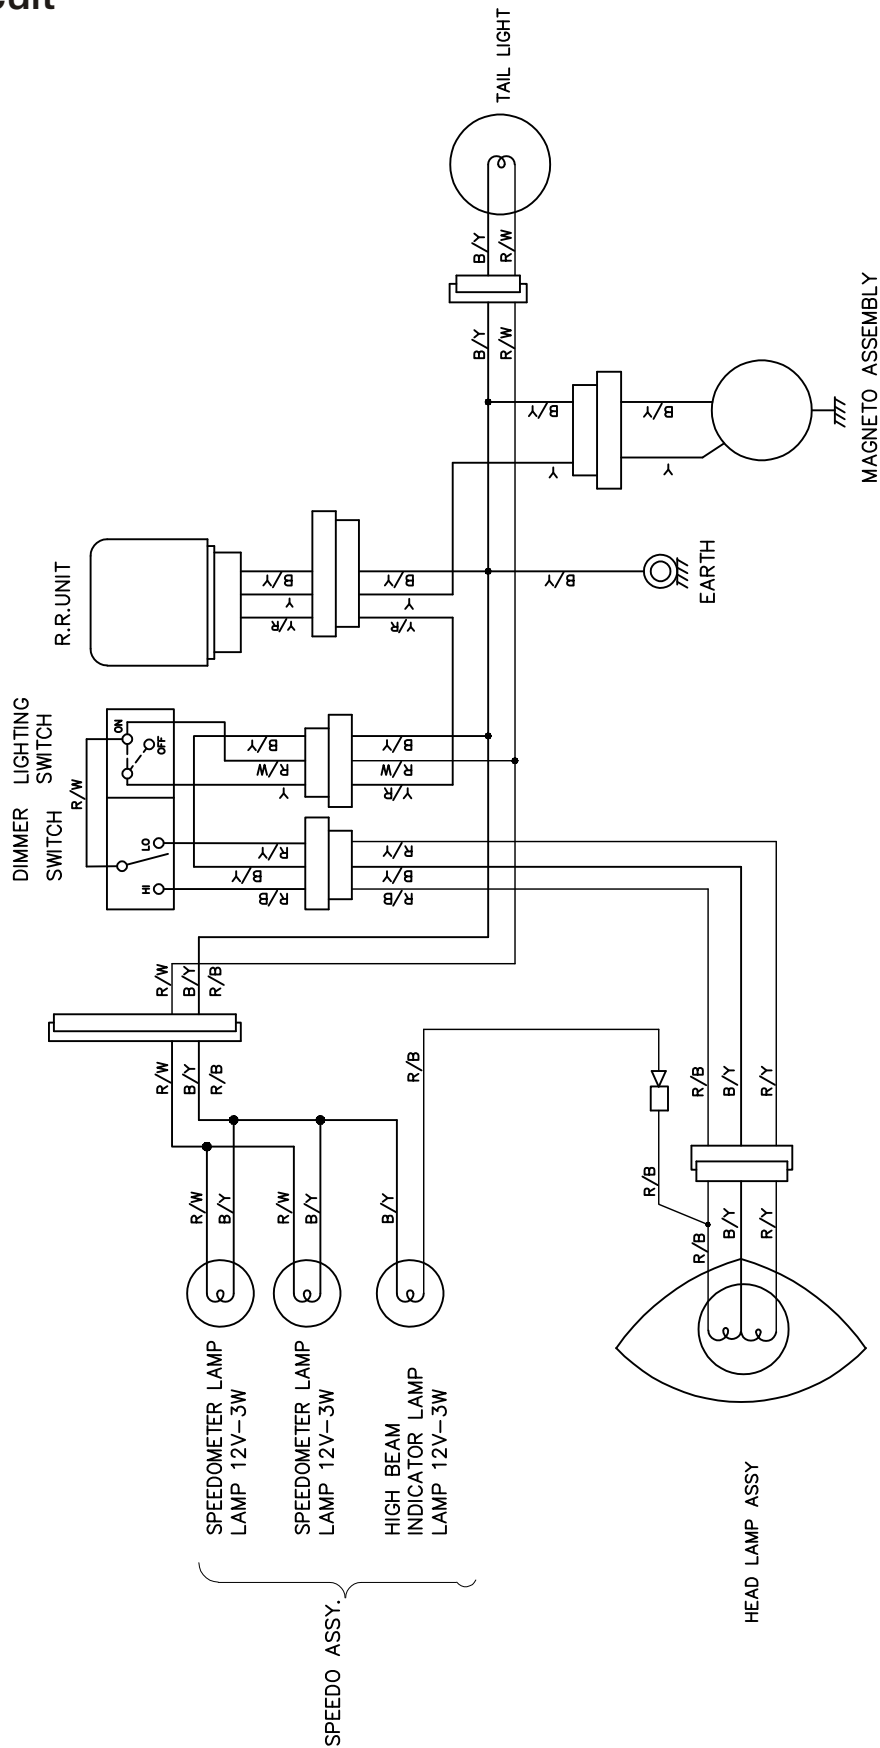 TAIL LIGHT
B/Y
R/W
B/Y
R/W
MAGNETO ASSEMBLY
B/Y
B/Y
Y
Y
R.R.UNIT
B/Y
Y
Y/R
B/Y
Y
Y/R
B/Y
EARTH
LIGHTING
SWITCH
DIMMER
SWITCH
R/W
ON
OFF
LO
HI
B/Y
R/W
Y
B/Y
R/W
Y/R
R/Y
B/Y
R/B
R/Y
B/Y
R/B
R/W
B/Y
R/B
R/W
B/Y
R/B
R/B
R/B
B/Y
R/Y
R/W
B/Y
R/W
B/Y
B/Y
R/B
R/B
B/Y
R/Y
SPEEDOMETER LAMP
LAMP 12V-3W
SPEEDOMETER LAMP
LAMP 12V-3W
HIGH BEAM
INDICATOR LAMP
LAMP 12V-3W
SPEEDO ASSY.
HEAD LAMP ASSY